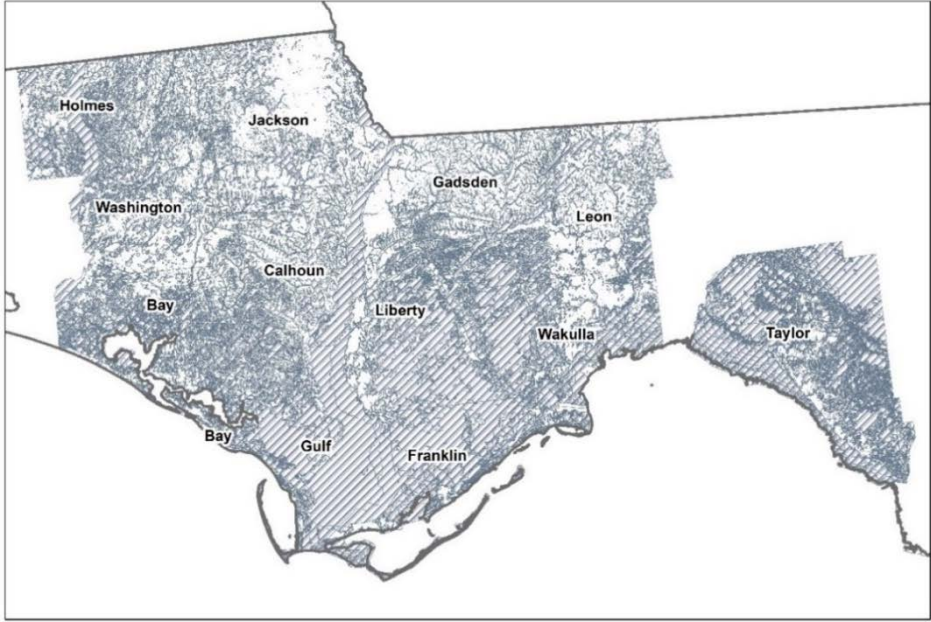 Holmes
Jackson
Gadsden
Washington
Leon
Calhoun
Bay
Liberty
Wakulla
Taylor
Bay
Gulf
Franklin